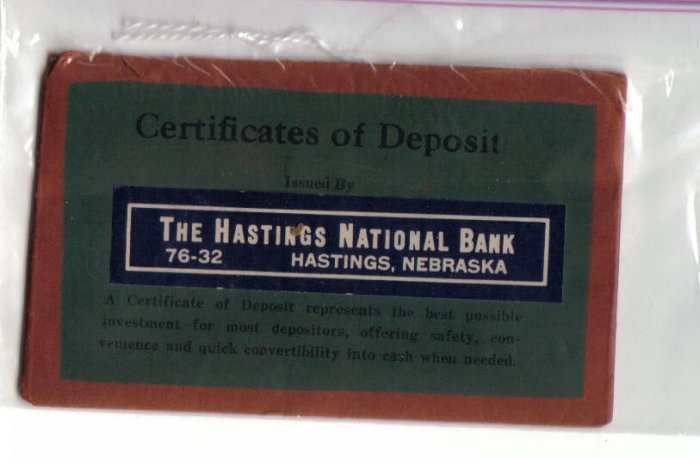 Certificates of Deposit
Issued By
THE HASTINGS NATIONAL BANK
76-32 HASTINGS, NEBRASKA
A Certificate of Deposit represents the best possible
investment for most depositors, offering safety, con-
venience and quick convertibility into cash when needed.